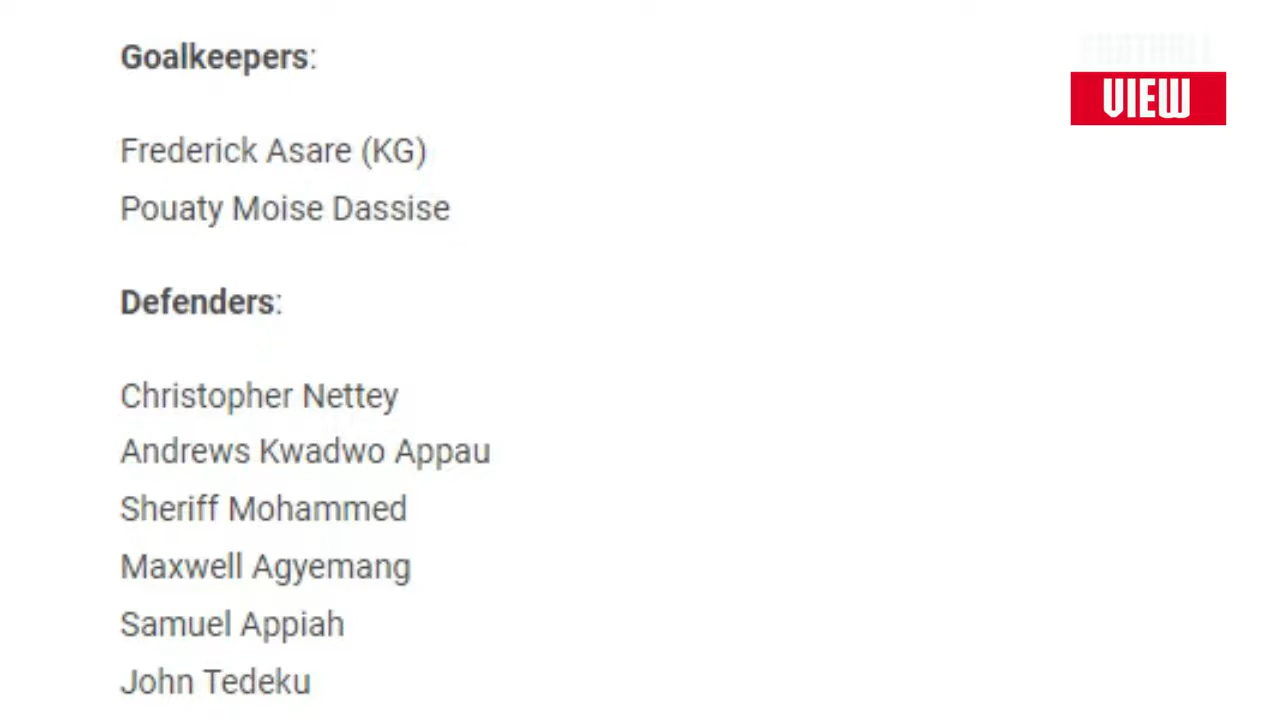 Goalkeepers:
FOOTBALL
VIEW
Frederick Asare (KG)
Pouaty Moise Dassise
Defenders:
Christopher Nettey
Andrews Kwadwo Appau
Sheriff Mohammed
Maxwell Agyemang
Samuel Appiah
John Tedeku